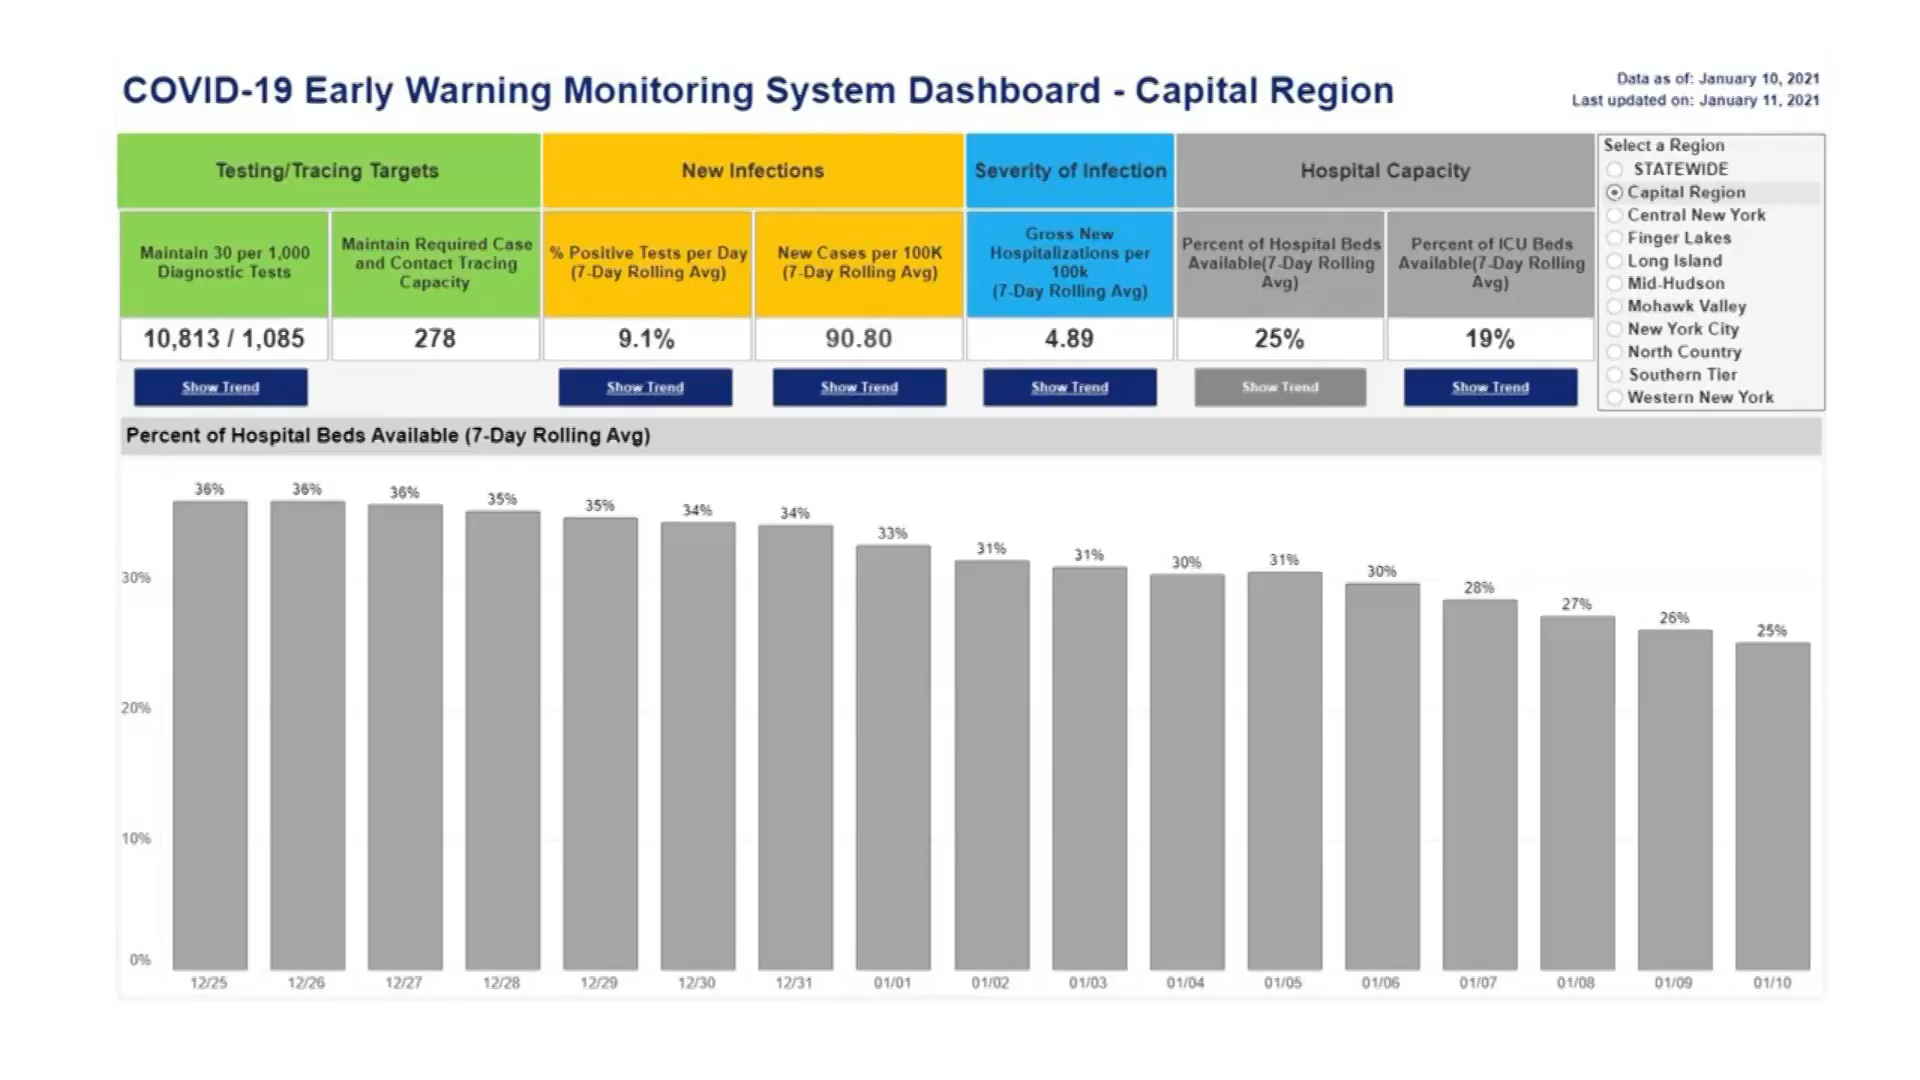 COVID-19 Early Warning Monitoring System Dashboard - Capital Region
Data as of: January 10, 2021
Last updated on: January 11, 2021
Testing/Tracing Targets
New Infections
Severity of Infection
Hospital Capacity
Maintain 30 per 1,000
Diagnostic Tests
Maintain Required Case
and Contact Tracing
Capacity
% Positive Tests per Day
(7-Day Rolling Avg)
New Cases per 100K
(7-Day Rolling Avg)
Gross New
Hospitalizations per
100k
(7-Day Rolling Avg)
Percent of Hospital Beds
Available(7-Day Rolling
Avg)
Percent of ICU Beds
Available(7-Day Rolling
Avg)
10,813 / 1,085
278
9.1%
90.80
4.89
25%
19%
Show Trend
Show Trend
Show Trend
Show Trend
Show Trend
Show Trend
Select a Region
STATEWIDE
Capital Region
Central New York
Finger Lakes
Long Island
Mid-Hudson
Mohawk Valley
New York City
North Country
Southern Tier
Western New York
Percent of Hospital Beds Available (7-Day Rolling Avg)
36% 36% 36% 35% 35% 34% 34% 33% 31% 31% 30% 31% 30% 28% 27% 26% 25%
30%
20%
10%
0%
12/25 12/26 12/27 12/28 12/29 12/30 12/31 01/01 01/02 01/03 01/04 01/05 01/06 01/07 01/08 01/09 01/10